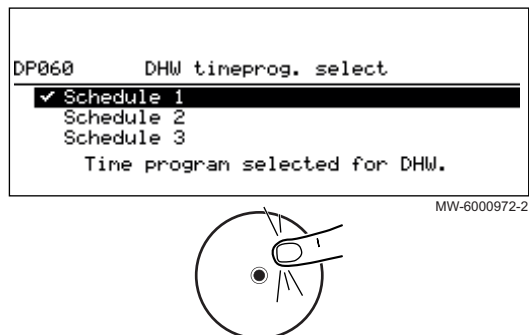 DP060 DHW timeprog. select
✔ Schedule 1
Schedule 2
Schedule 3
Time program selected for DHW.
MW-6000972-2